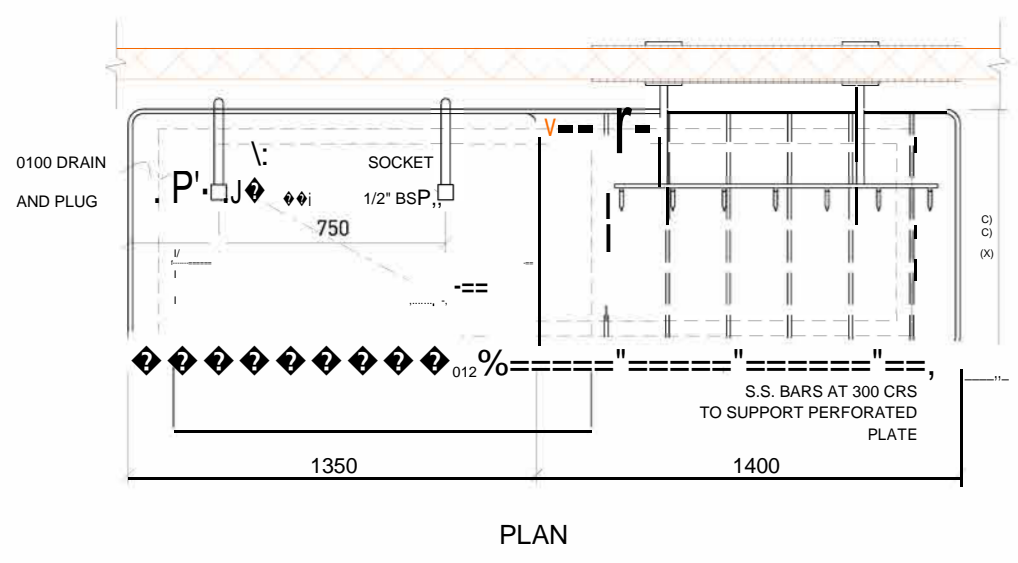 0100 DRAIN
AND PLUG
SOCKET
1/2" BSP,,
750
C)
C)
(X)
012
S.S. BARS AT 300 CRS
TO SUPPORT PERFORATED
PLATE
1350
1400
PLAN